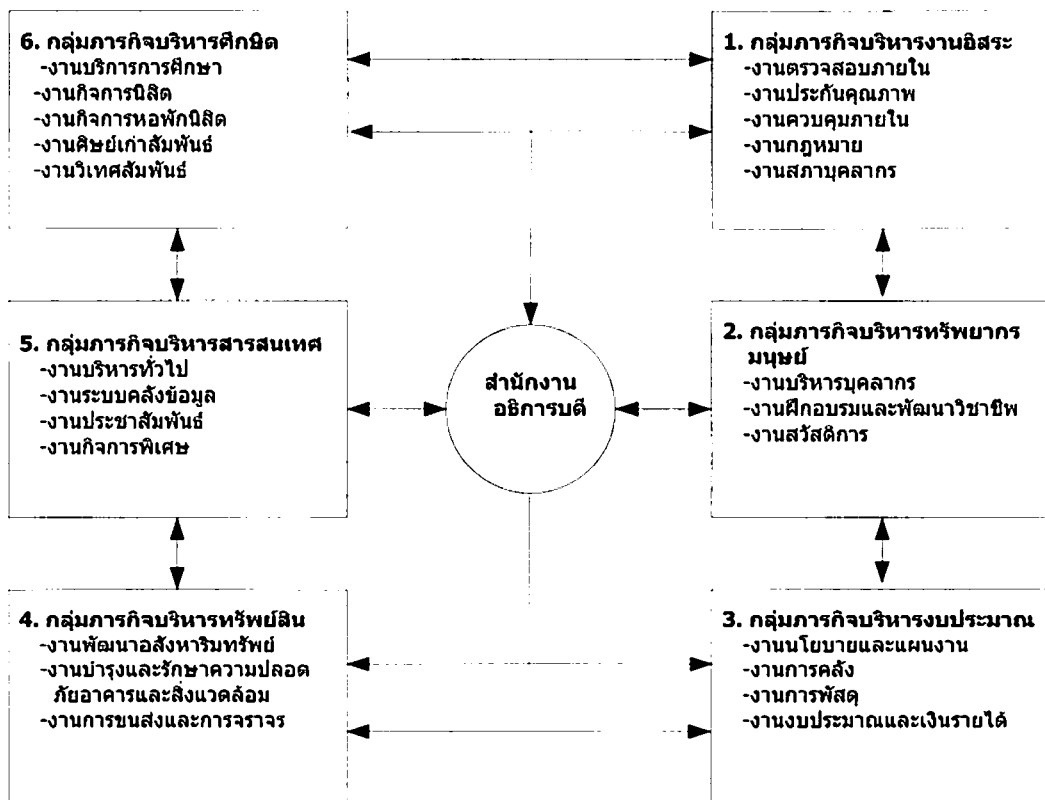 6. กลุ่มภารกิจบริหารศึกษิต
-งานบริการการศึกษา
-งานกิจการนิสิต
-งานกิจการหอพักนิสิต
-งานศิษย์เก่าสัมพันธ์
-งานวิเทศสัมพันธ์
1. กลุ่มภารกิจบริหารงานอิสระ
-งานตรวจสอบภายใน
-งานประกันคุณภาพ
-งานควบคุมภายใน
-งานกฎหมาย
-งานสภาบุคลากร
5. กลุ่มภารกิจบริหารสารสนเทศ
-งานบริหารทั่วไป
-งานระบบคลังข้อมูล
-งานประชาสัมพันธ์
-งานกิจการพิเศษ
สำนักงาน
อธิการบดี
2. กลุ่มภารกิจบริหารทรัพยากร
มนุษย์
-งานบริหารบุคลากร
-งานฝึกอบรมและพัฒนาวิชาชีพ
-งานสวัสดิการ
4. กลุ่มภารกิจบริหารทรัพย์สิน
-งานพัฒนาอสังหาริมทรัพย์
-งานบำรุงและรักษาความปลอด
ภัยอาคารและสิ่งแวดล้อม
-งานการขนส่งและการจราจร
3. กลุ่มภารกิจบริหารงบประมาณ
-งานนโยบายและแผนงาน
-งานการคลัง
-งานการพัสดุ
-งานงบประมาณและเงินรายได้